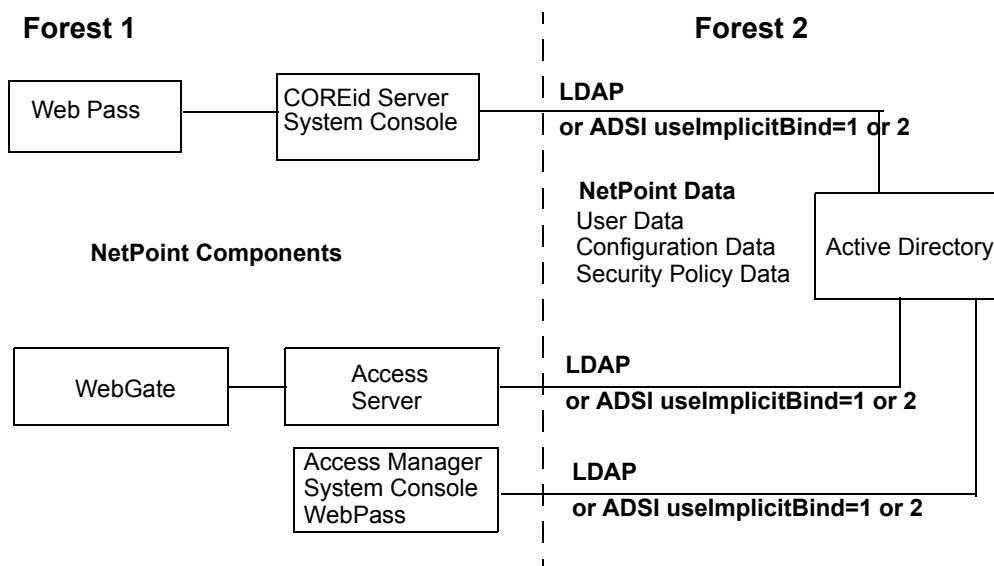 Forest 1
Forest 2
Web Pass
COREid Server
System Console
LDAP
or ADSI useImplicitBind=1 or 2
NetPoint Data
User Data
Configuration Data
Security Policy Data
Active Directory
NetPoint Components
WebGate
Access
Server
LDAP
or ADSI useImplicitBind=1 or 2
Access Manager
System Console
WebPass
LDAP
or ADSI useImplicitBind=1 or 2